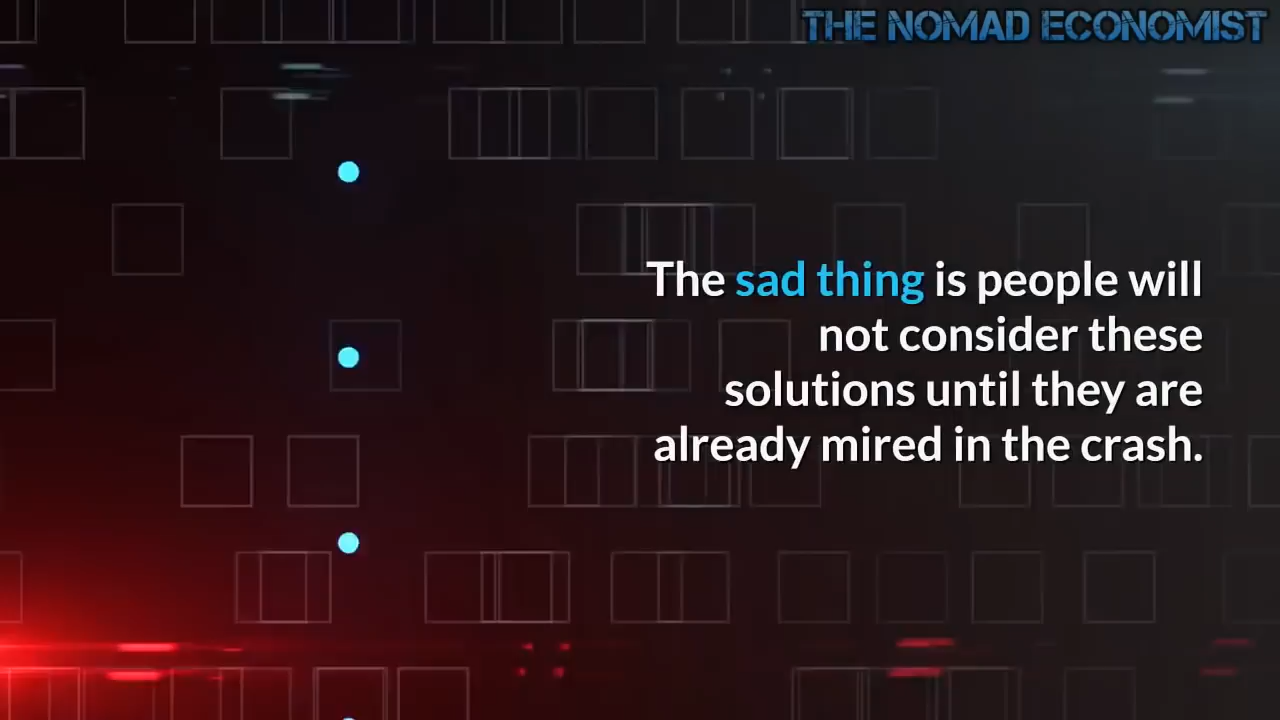 THE NOMAD ECONOMIST
The sad thing is people will
not consider these
solutions until they are
already mired in the crash.